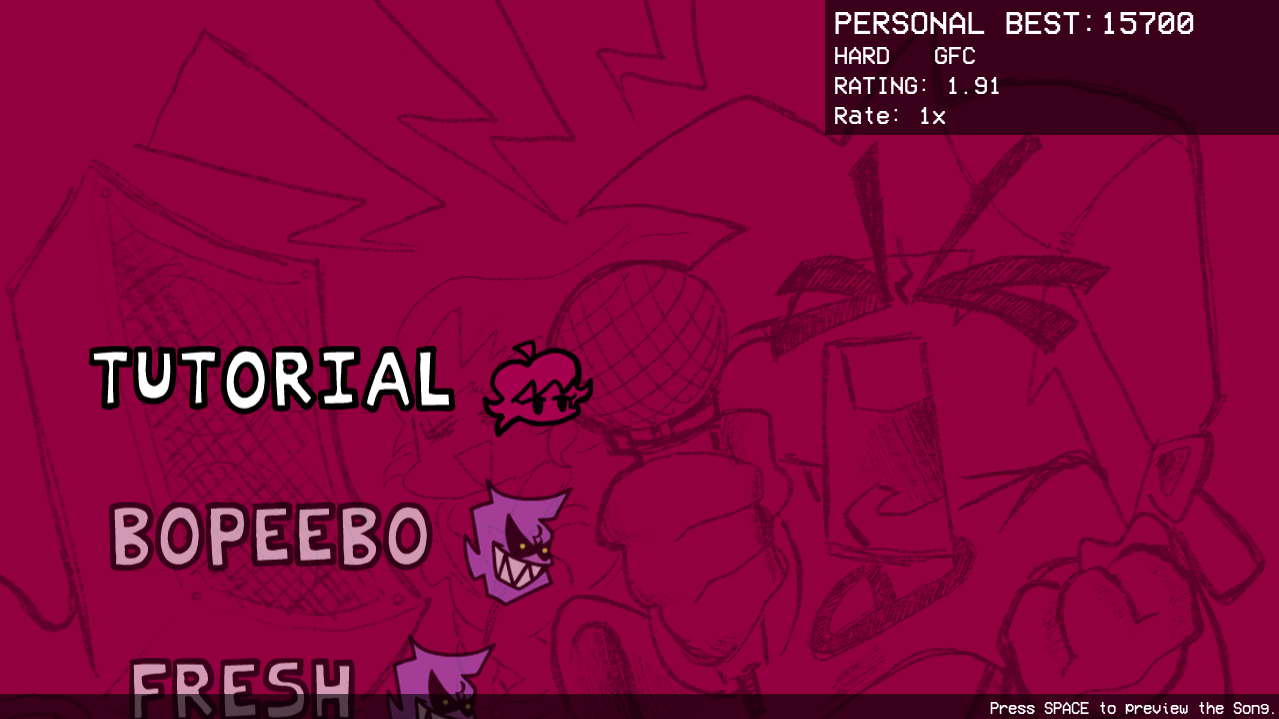 PERSONAL BEST:15700
HARD GFC
RATING: 1.91
Rate: 1x
TUTORIAL
BOPEEBO
FRESH
Press SPACE to preview the Song.